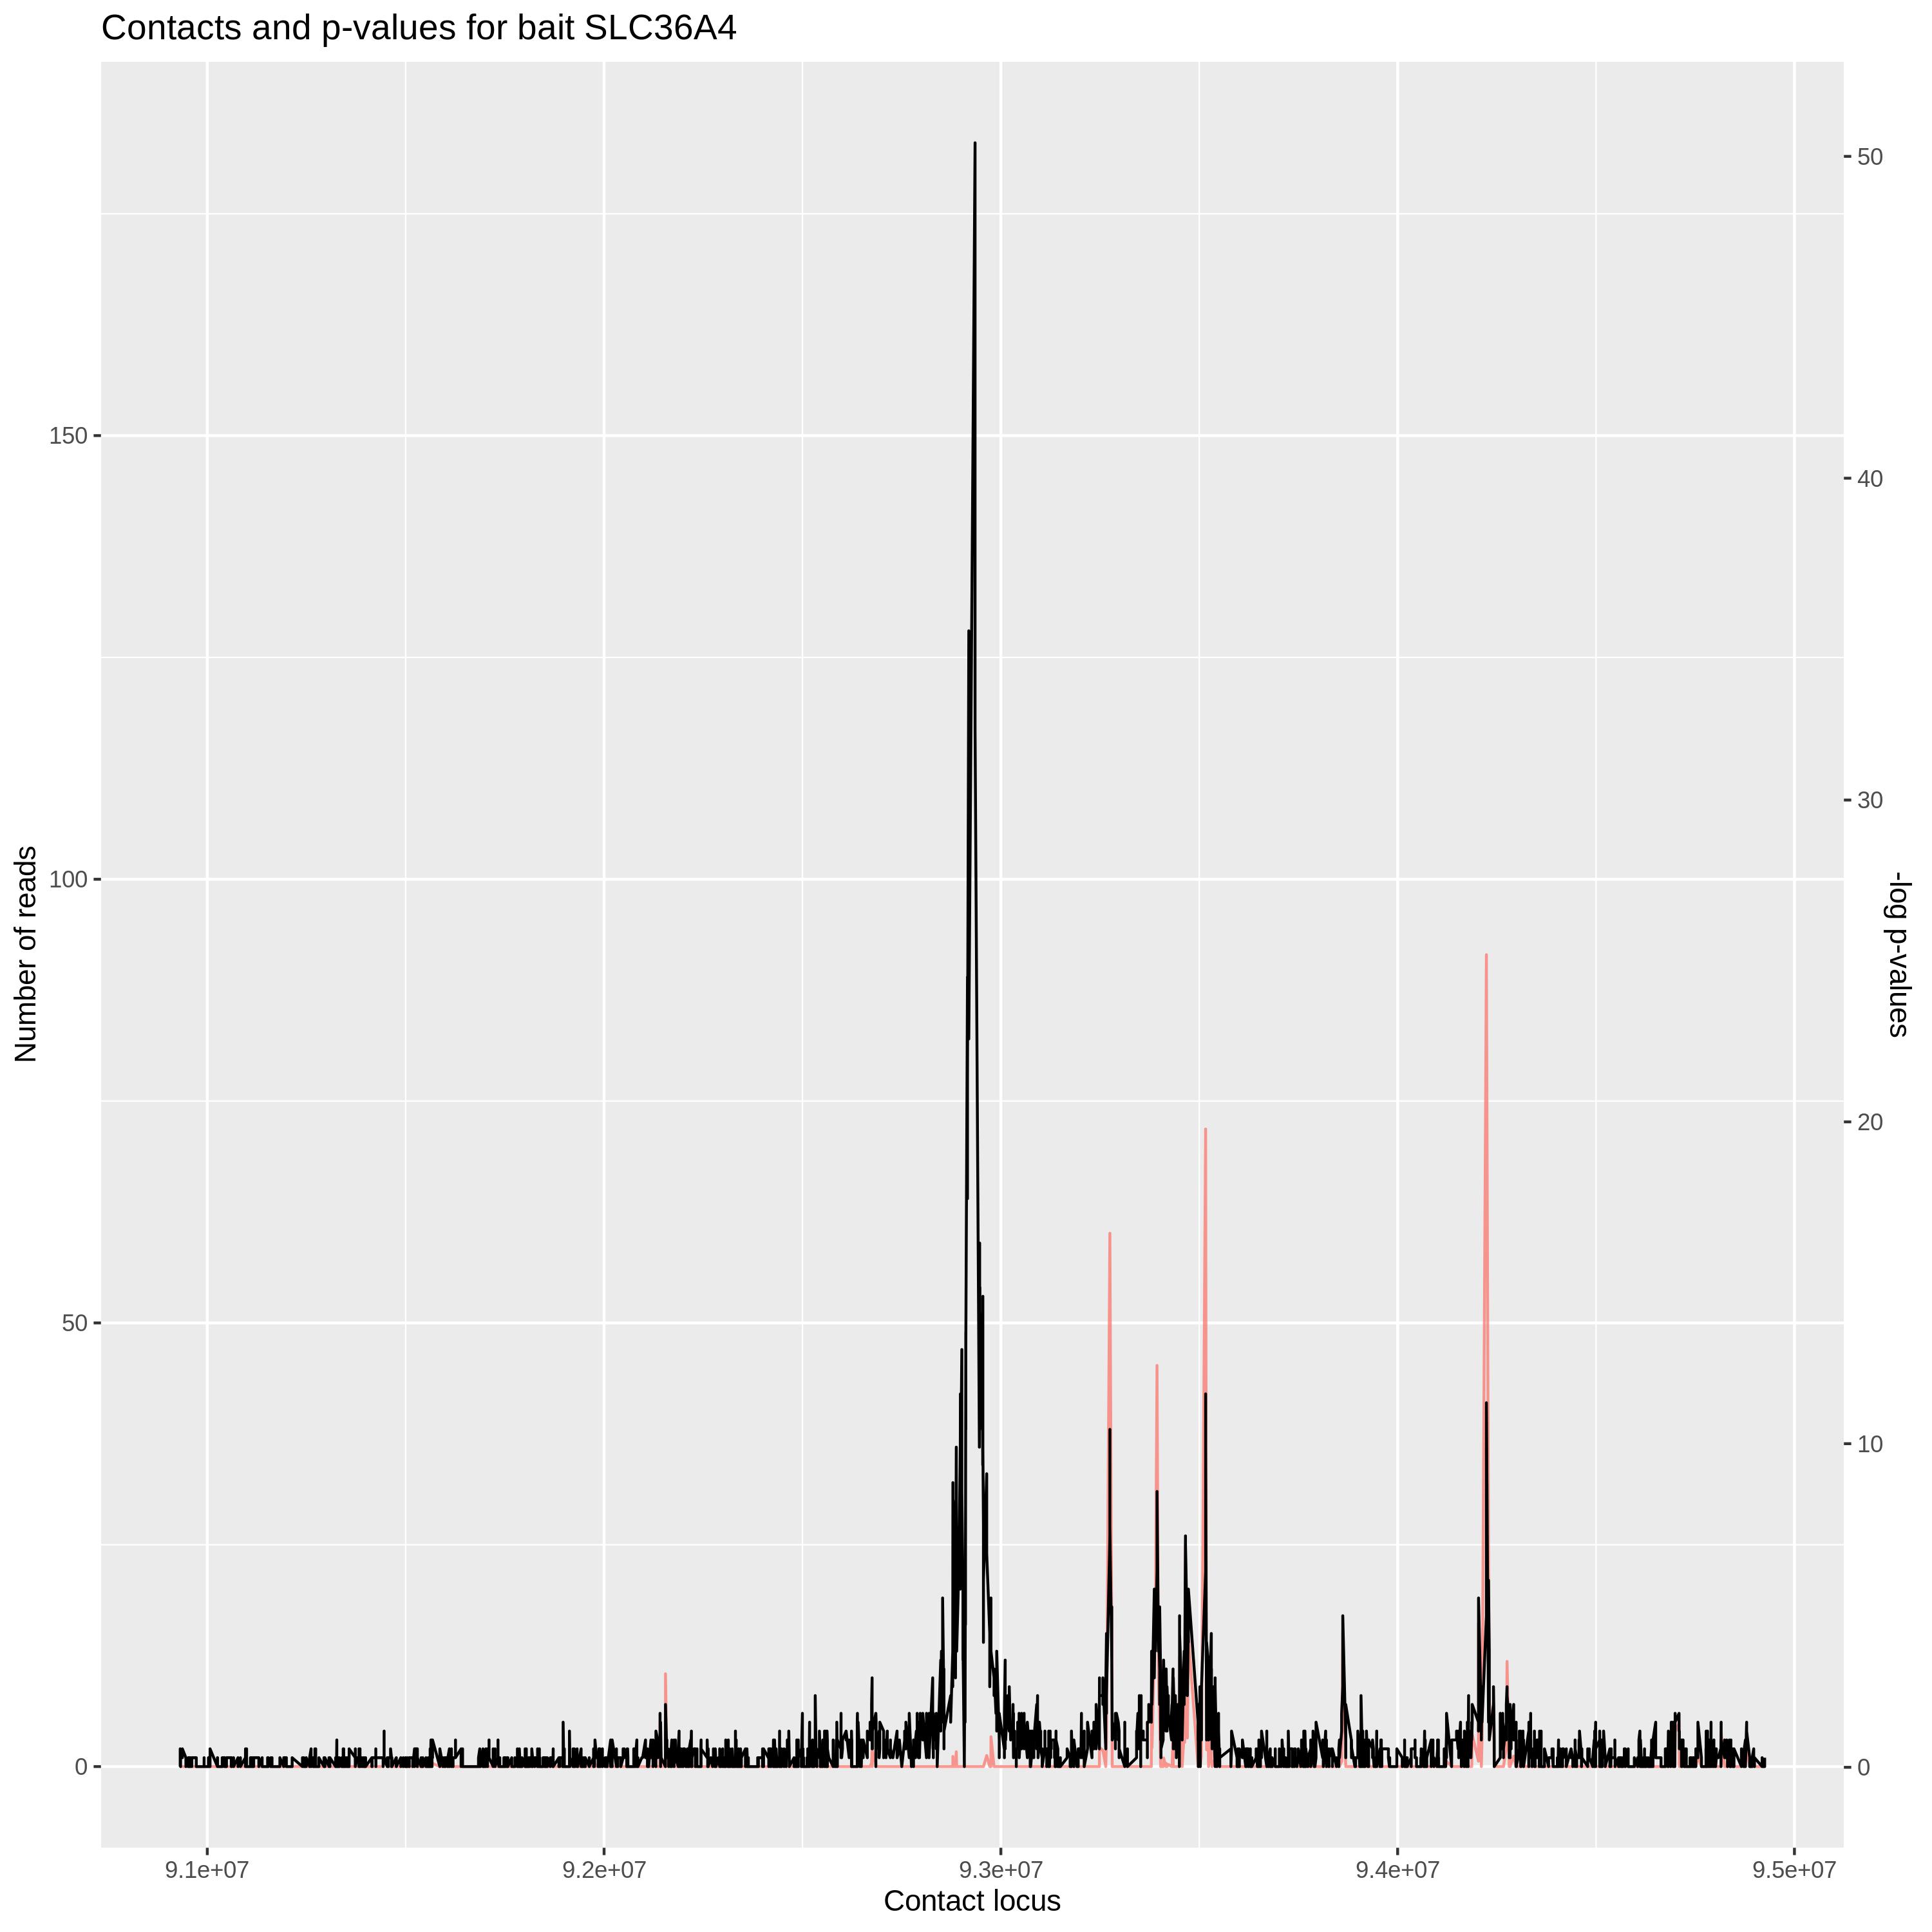 Contacts and p-values for bait SLC36A4
Number of reads
150
100
50
0
50
40
30
20
10
0
-log p-values
9.1e+07
9.2e+07
9.3e+07
9.4e+07
9.5e+07
Contact locus